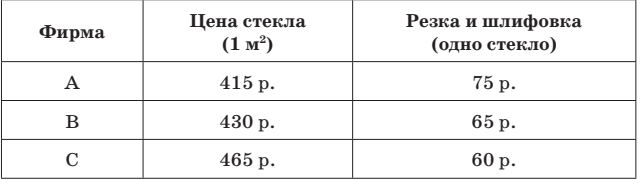 Фирма Цена стекла (1 м²) Резка и шлифовка (одно стекло)
A 415 р. 75 р.
B 430 р. 65 р.
C 465 р. 60 р.